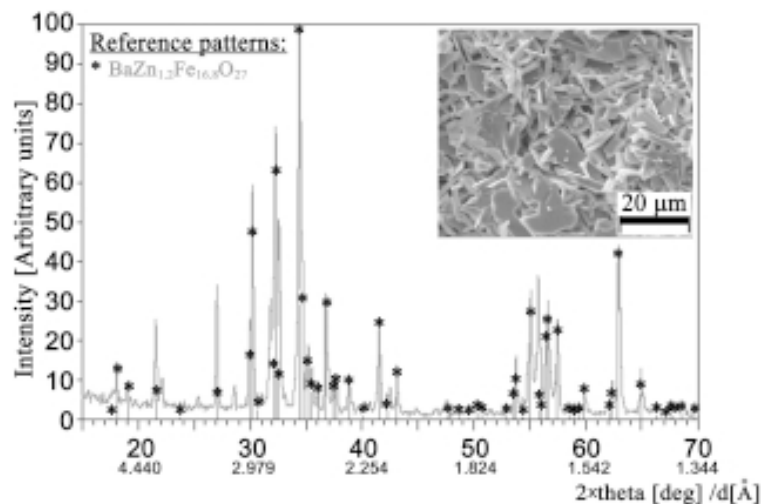 100
90
80
70
60
50
40
30
20
10
0
Intensity [Arbitrary units]
Reference patterns:
* BaZn₁.₂Fe₁₆.₈O₂₇
20 µm
20 30 40 50 60 70
4.440 2.979 2.254 1.824 1.542 1.344
2×theta [deg] /d[Å]